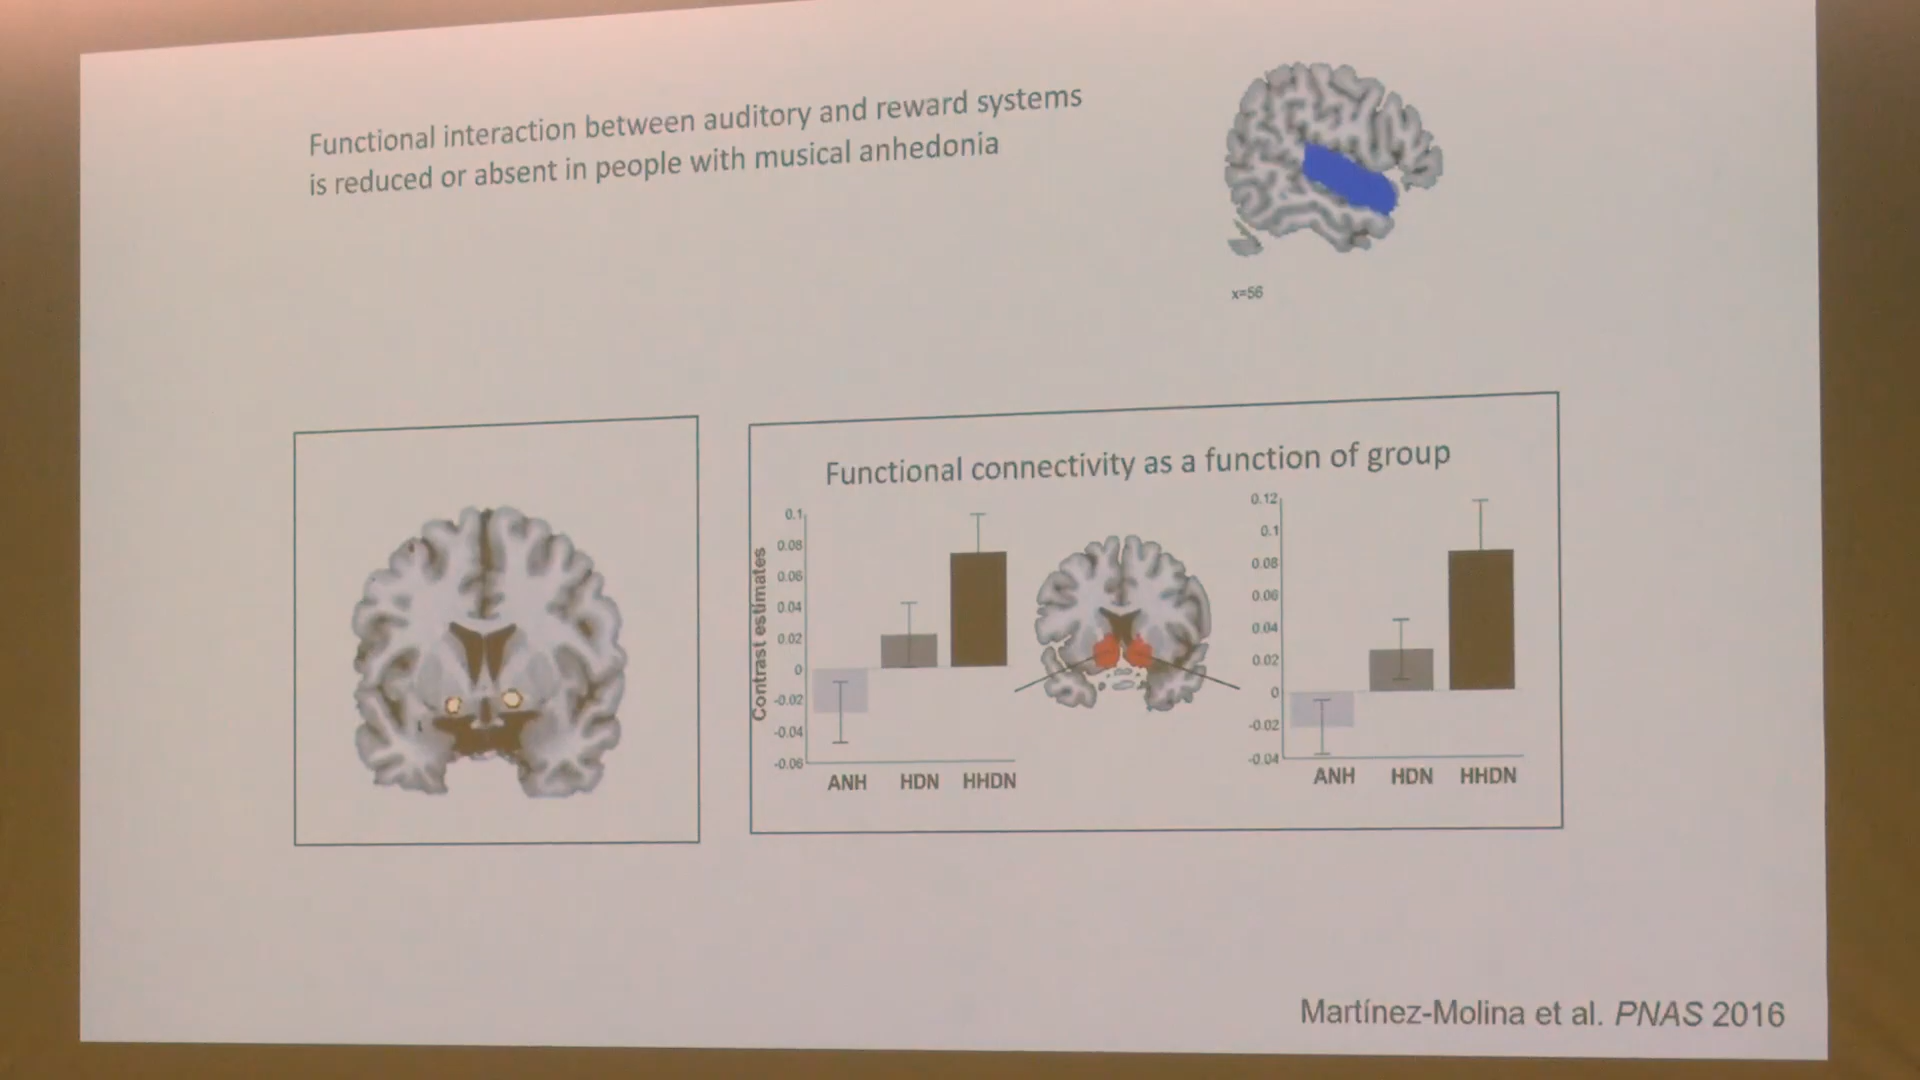 Functional interaction between auditory and reward systems
is reduced or absent in people with musical anhedonia
x=56
Functional connectivity as a function of group
Contrast estimates
0.1
0.08
0.06
0.04
0.02
0
-0.02
-0.04
-0.06
ANH HDN HHDN
0.12
0.1
0.08
0.06
0.04
0.02
0
-0.02
-0.04
ANH HDN HHDN
Martínez-Molina et al. PNAS 2016